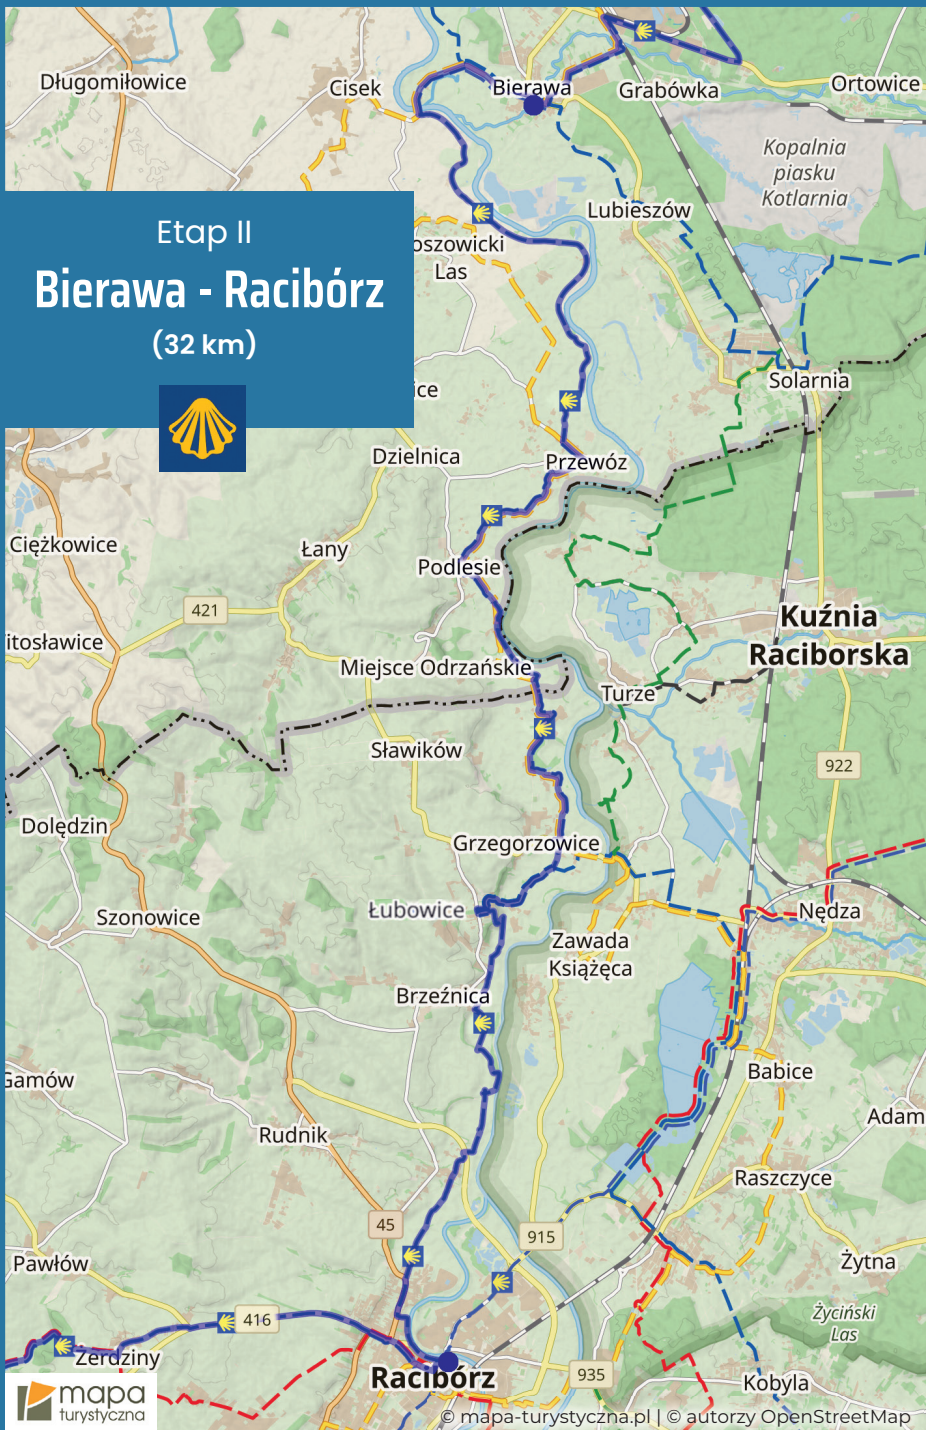 Długomiłowice
Cisek
Bierawa
Grabówka
Ortowice
Kopalnia
piasku
Kotlarnia
Lubieszów
Etap II
Bierawa - Racibórz
(32 km)
oszowicki
Las
Solarnia
ice
Dzielnica
Przewóz
Ciężkowice
Łany
Podlesie
421
Kuźnia
Raciborska
itosławice
Miejsce Odrzańskie
Turze
Sławików
922
Dolędzin
Grzegorzowice
Łubowice
Szonowice
Nędza
Zawada
Książęca
Brzeźnica
Gamów
Babice
Adam
Rudnik
Raszczyce
45
915
Pawłów
Żytna
416
Życiński
Las
Żerdziny
Racibórz
935
Kobyla
mapa
turystyczna
© mapa-turystyczna.pl | © autorzy OpenStreetMap